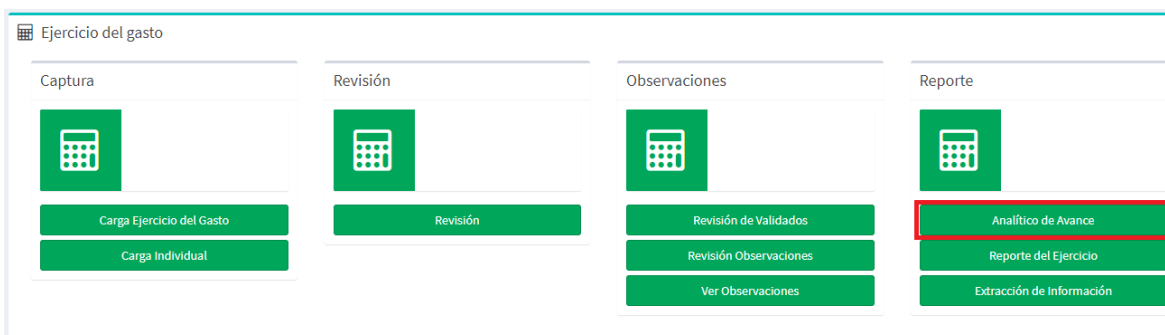 Ejercicio del gasto
Captura
Carga Ejercicio del Gasto
Carga Individual
Revisión
Revisión
Observaciones
Revisión de Validados
Revisión Observaciones
Ver Observaciones
Reporte
Analítico de Avance
Reporte del Ejercicio
Extracción de Información